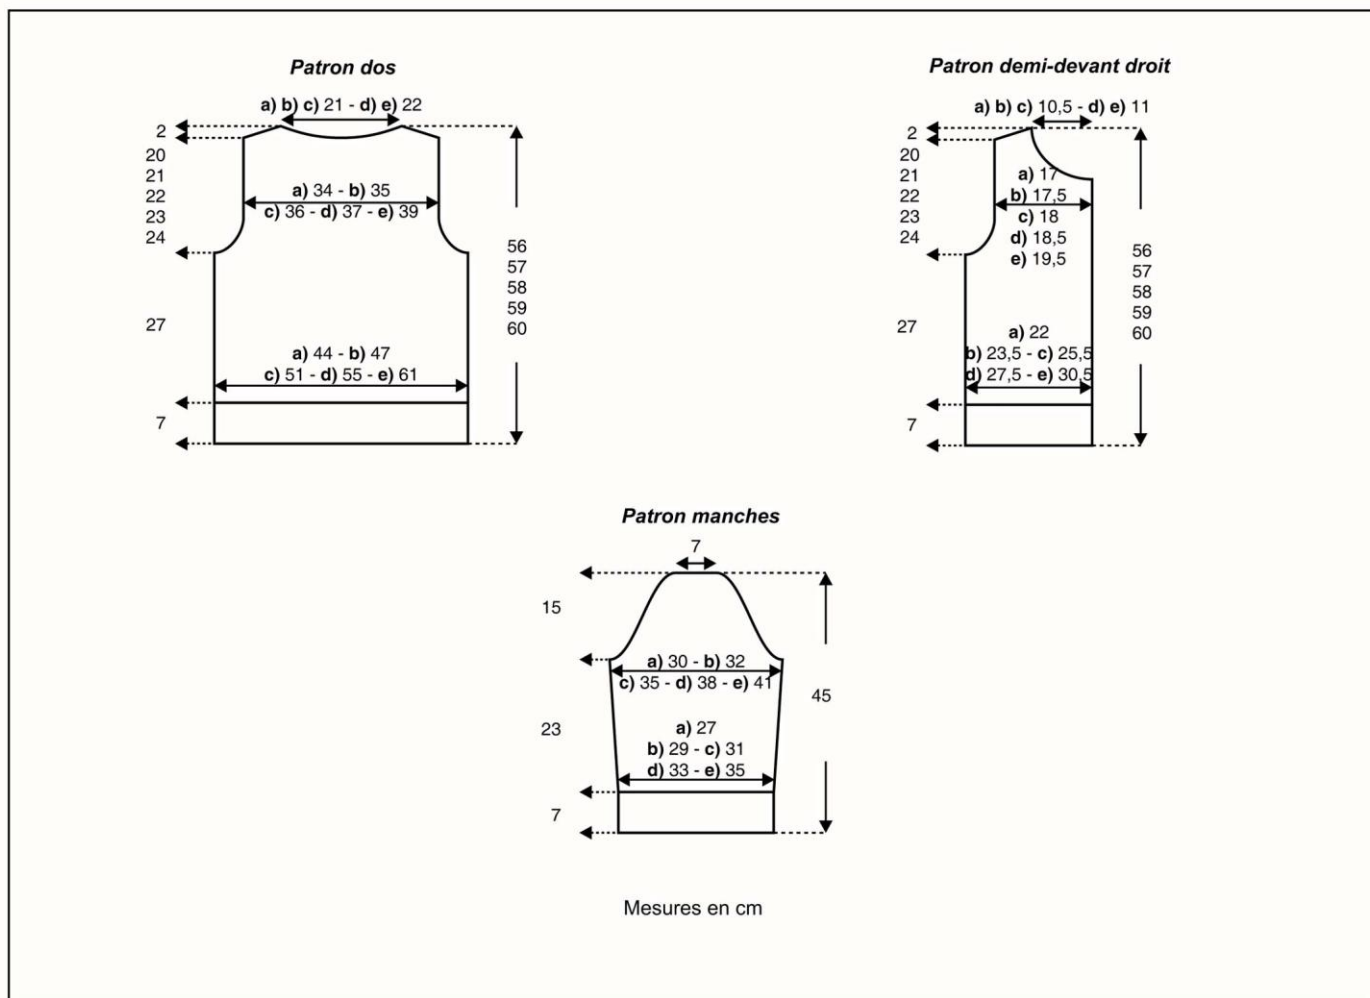 Patron dos
a) b) c) 21 - d) e) 22
2
20
21
22
23
24
27
7
a) 34 - b) 35
c) 36 - d) 37 - e) 39
a) 44 - b) 47
c) 51 - d) 55 - e) 61
56
57
58
59
60
Patron demi-devant droit
a) b) c) 10,5 - d) e) 11
2
20
21
22
23
24
27
7
a) 17
b) 17,5
c) 18
d) 18,5
e) 19,5
a) 22
b) 23,5 - c) 25,5
d) 27,5 - e) 30,5
56
57
58
59
60
Patron manches
7
15
23
7
a) 30 - b) 32
c) 35 - d) 38 - e) 41
a) 27
b) 29 - c) 31
d) 33 - e) 35
45
Mesures en cm